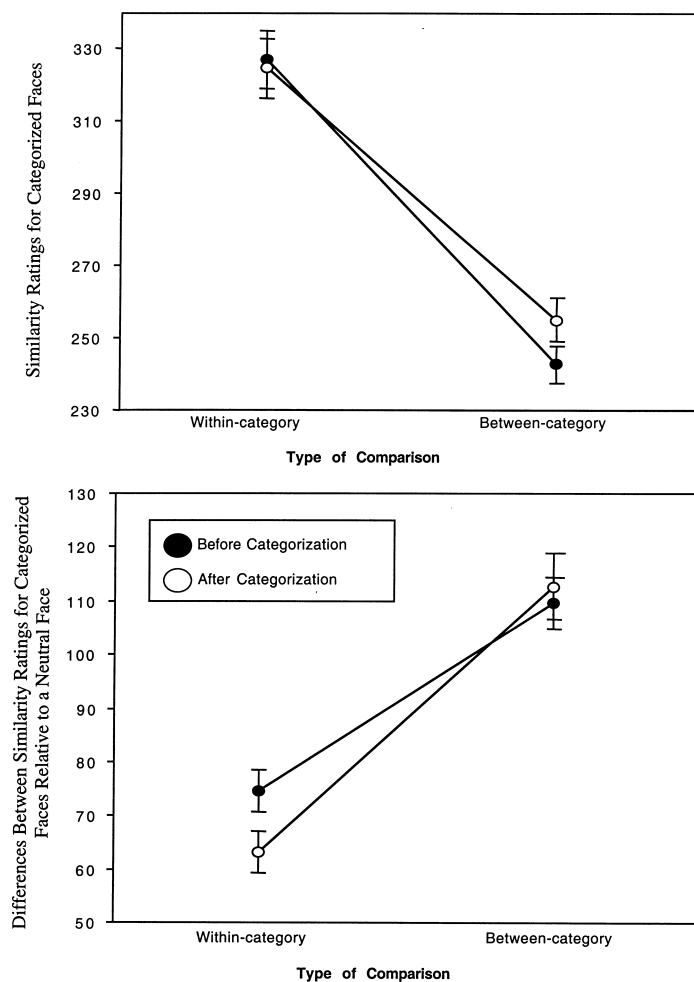 Similarity Ratings for Categorized Faces
330
310
290
270
250
230
Within-category
Between-category
Type of Comparison
Differences Between Similarity Ratings for Categorized
Faces Relative to a Neutral Face
130
120
110
100
90
80
70
60
50
Before Categorization
After Categorization
Within-category
Between-category
Type of Comparison